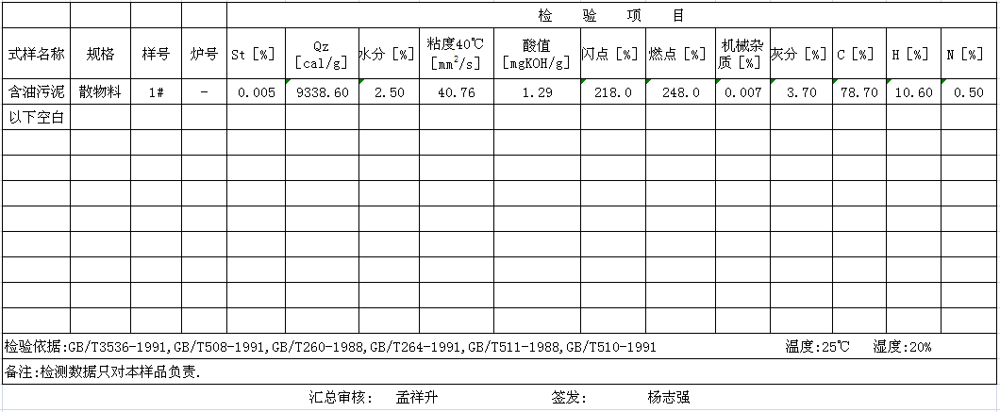 检 验 项 目
式样名称 规格 样号 炉号 St [%] Qz [cal/g] 水分 [%] 粘度40℃ [mm²/s] 酸值 [mgKOH/g] 闪点 [%] 燃点 [%] 机械杂质 [%] 灰分 [%] C [%] H [%] N [%]
含油污泥 散物料 1# - 0.005 9338.60 2.50 40.76 1.29 218.0 248.0 0.007 3.70 78.70 10.60 0.50
以下空白
检验依据:GB/T3536-1991,GB/T508-1991,GB/T260-1988,GB/T264-1991,GB/T511-1988,GB/T510-1991 温度:25℃ 湿度:20%
备注:检测数据只对本样品负责.
汇总审核: 孟祥升 签发: 杨志强